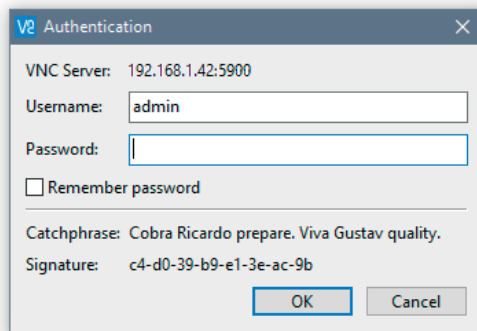 V2 Authentication
VNC Server: 192.168.1.42:5900
Username: admin
Password:
Remember password
Catchphrase: Cobra Ricardo prepare. Viva Gustav quality.
Signature: c4-d0-39-b9-e1-3e-ac-9b
OK Cancel